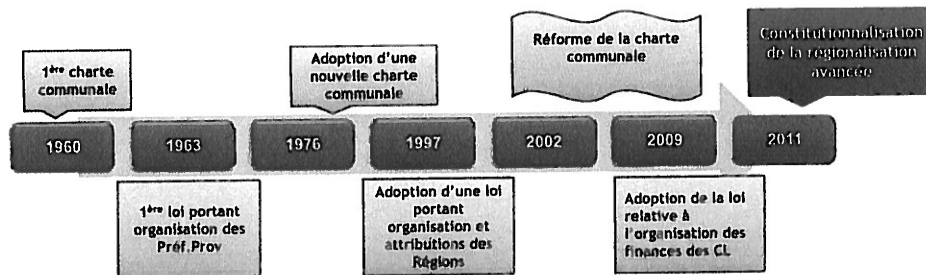 1ère charte
communale
Adoption d'une
nouvelle charte
communale
Réforme de la charte
communale
Constitutionnalisation
de la régionalisation
avancée
1960
1963
1976
1997
2002
2009
2011
1ère loi portant
organisation des
Préf.Prov
Adoption d'une loi
portant
organisation et
attributions des
Régions
Adoption de la loi
relative à
l'organisation des
finances des CL